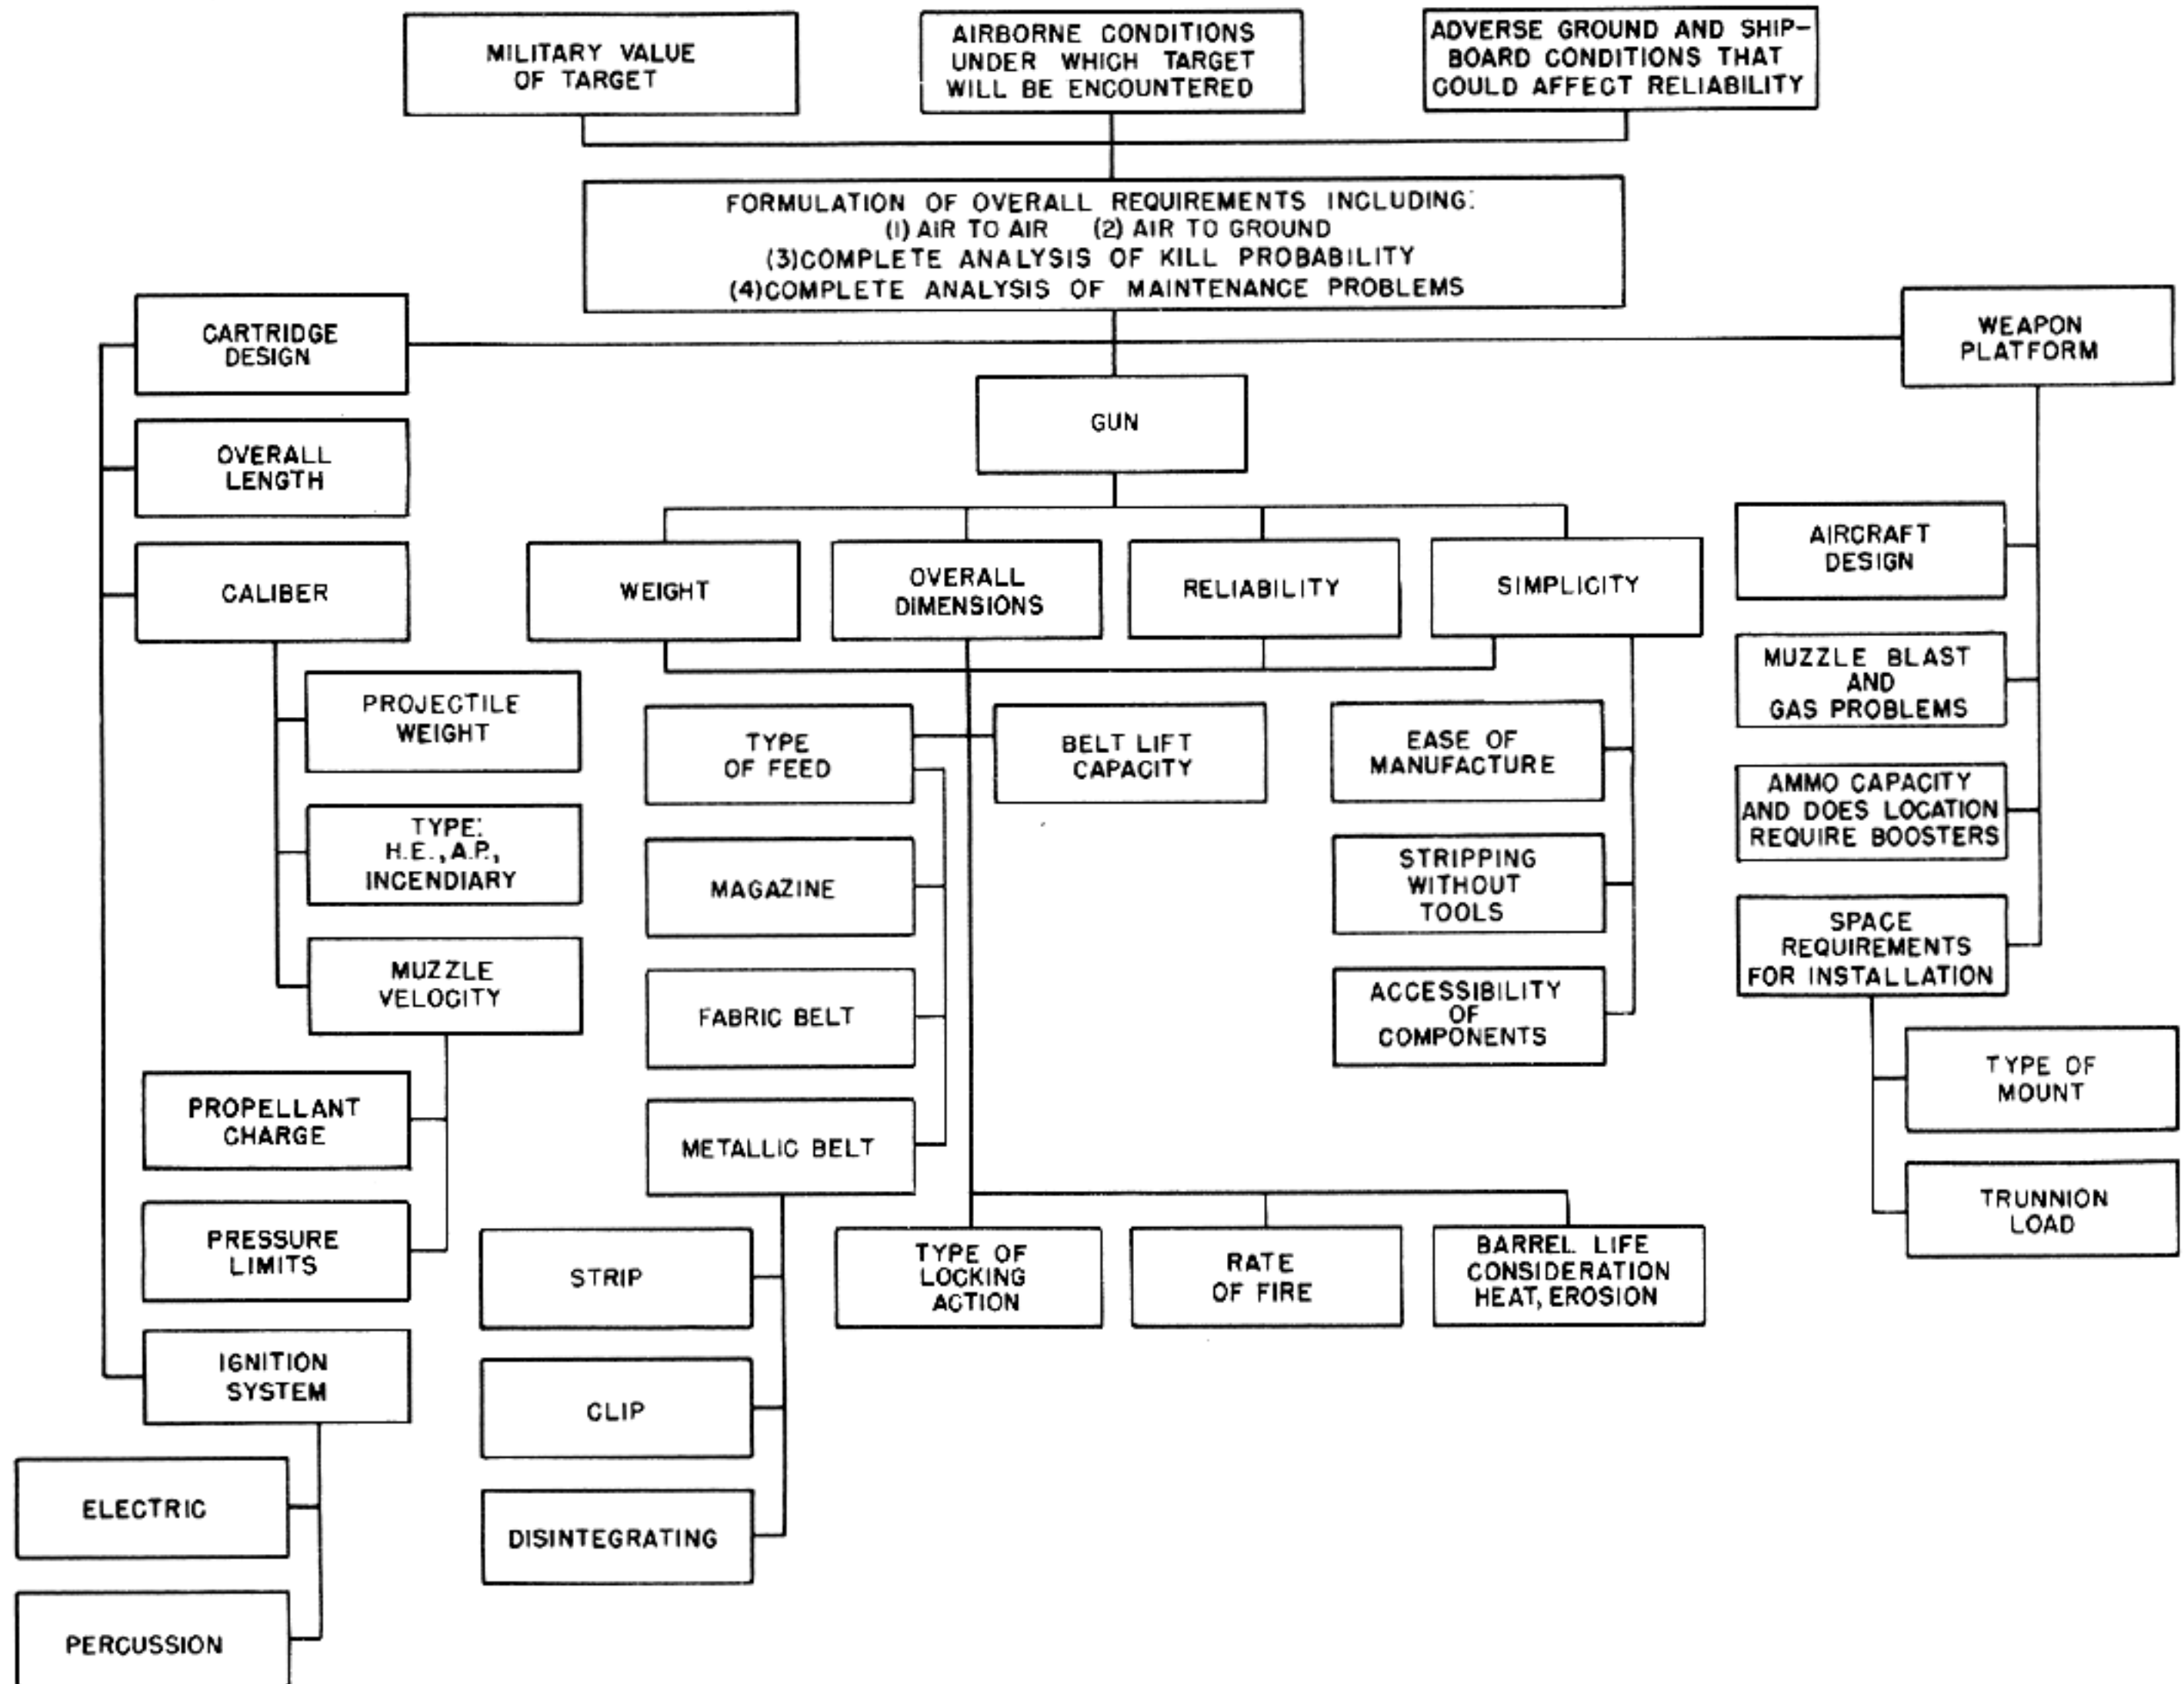 MILITARY VALUE
OF TARGET
AIRBORNE CONDITIONS
UNDER WHICH TARGET
WILL BE ENCOUNTERED
ADVERSE GROUND AND SHIP-
BOARD CONDITIONS THAT
COULD AFFECT RELIABILITY
FORMULATION OF OVERALL REQUIREMENTS INCLUDING:
(1) AIR TO AIR (2) AIR TO GROUND
(3) COMPLETE ANALYSIS OF KILL PROBABILITY
(4) COMPLETE ANALYSIS OF MAINTENANCE PROBLEMS
CARTRIDGE
DESIGN
WEAPON
PLATFORM
GUN
OVERALL
LENGTH
CALIBER
WEIGHT
OVERALL
DIMENSIONS
RELIABILITY
SIMPLICITY
AIRCRAFT
DESIGN
PROJECTILE
WEIGHT
TYPE:
H.E., A.P.,
INCENDIARY
MUZZLE
VELOCITY
PROPELLANT
CHARGE
PRESSURE
LIMITS
IGNITION
SYSTEM
ELECTRIC
PERCUSSION
TYPE
OF FEED
BELT LIFT
CAPACITY
MAGAZINE
FABRIC BELT
METALLIC BELT
STRIP
CLIP
DISINTEGRATING
TYPE OF
LOCKING
ACTION
RATE
OF FIRE
BARREL LIFE
CONSIDERATION
HEAT, EROSION
EASE OF
MANUFACTURE
STRIPPING
WITHOUT
TOOLS
ACCESSIBILITY
OF
COMPONENTS
MUZZLE BLAST
AND
GAS PROBLEMS
AMMO CAPACITY
AND DOES LOCATION
REQUIRE BOOSTERS
SPACE
REQUIREMENTS
FOR INSTALLATION
TYPE OF
MOUNT
TRUNNION
LOAD